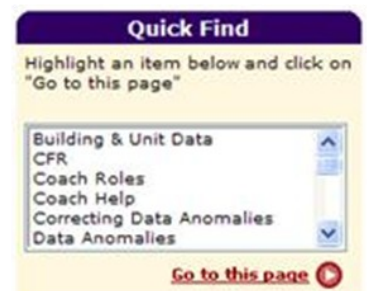 Quick Find
Highlight an item below and click on
"Go to this page"
Building & Unit Data
CFR
Coach Roles
Coach Help
Correcting Data Anomalies
Data Anomalies
Go to this page